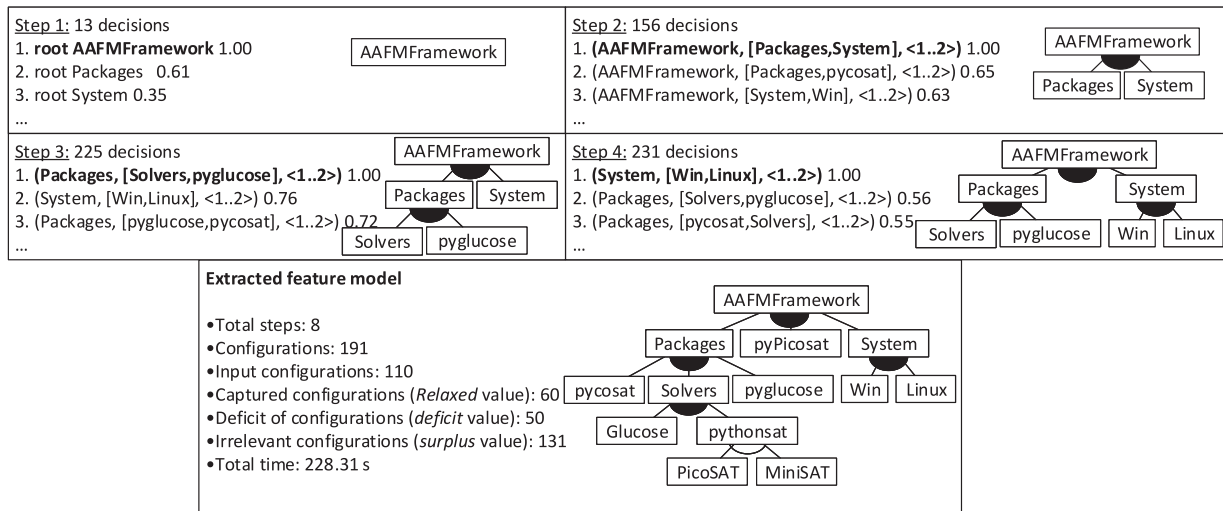 Step 1: 13 decisions
1. root AAFMFramework 1.00
2. root Packages 0.61
3. root System 0.35
...
AAFMFramework
Step 2: 156 decisions
1. (AAFMFramework, [Packages,System], <1..2>) 1.00
2. (AAFMFramework, [Packages,pycosat], <1..2>) 0.65
3. (AAFMFramework, [System,Win], <1..2>) 0.63
...
AAFMFramework
Packages System
Step 3: 225 decisions
1. (Packages, [Solvers,pyglucose], <1..2>) 1.00
2. (System, [Win,Linux], <1..2>) 0.76
3. (Packages, [pyglucose,pycosat], <1..2>) 0.72
...
AAFMFramework
Packages System
Solvers pyglucose
Step 4: 231 decisions
1. (System, [Win,Linux], <1..2>) 1.00
2. (Packages, [Solvers,pyglucose], <1..2>) 0.56
3. (Packages, [pycosat,Solvers], <1..2>) 0.55
...
AAFMFramework
Packages System
Solvers pyglucose Win Linux
Extracted feature model
•Total steps: 8
•Configurations: 191
•Input configurations: 110
•Captured configurations (Relaxed value): 60
•Deficit of configurations (deficit value): 50
•Irrelevant configurations (surplus value): 131
•Total time: 228.31 s
AAFMFramework
Packages pyPicosat System
pycosat Solvers pyglucose Win Linux
Glucose pythonsat
PicoSAT MiniSAT